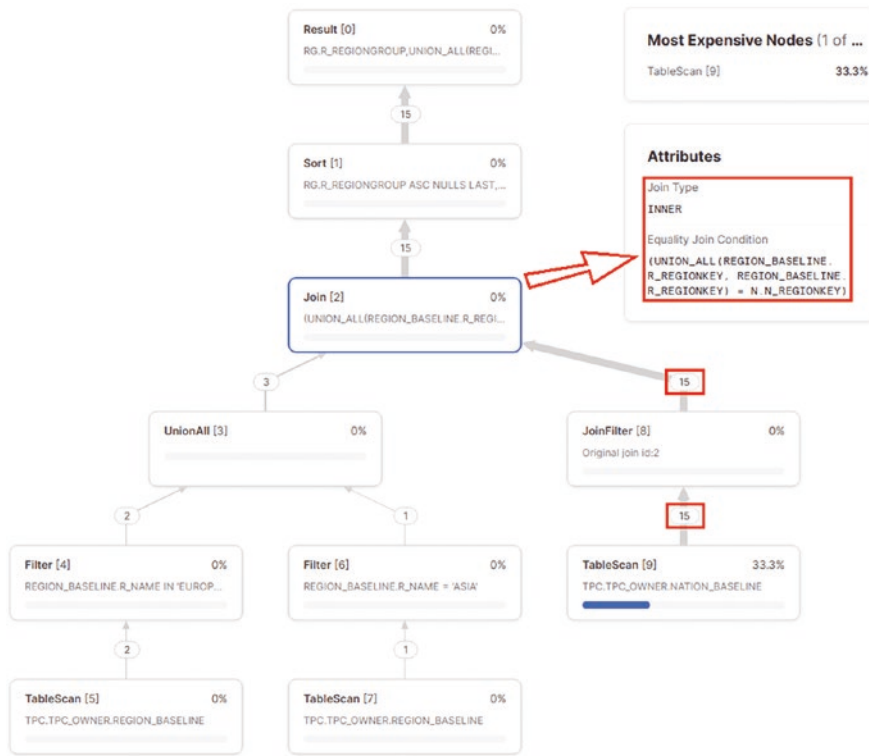 Result [0] 0%
RG.R_REGIONGROUP,UNION_ALL(REGI...
Most Expensive Nodes (1 of ...
TableScan [9] 33.3%
15
Sort [1] 0%
RG.R_REGIONGROUP ASC NULLS LAST,...
Attributes
Join Type
INNER
Equality Join Condition
(UNION_ALL(REGION_BASELINE.
R_REGIONKEY, REGION_BASELINE.
R_REGIONKEY) = N.N_REGIONKEY)
15
Join [2] 0%
(UNION_ALL(REGION_BASELINE.R_REGI...
3
15
UnionAll [3] 0%
JoinFilter [8] 0%
Original join id:2
2
1
15
Filter [4] 0%
REGION_BASELINE.R_NAME IN 'EUROP...
Filter [6] 0%
REGION_BASELINE.R_NAME = 'ASIA'
TableScan [9] 33.3%
TPC.TPC_OWNER.NATION_BASELINE
2
1
TableScan [5] 0%
TPC.TPC_OWNER.REGION_BASELINE
TableScan [7] 0%
TPC.TPC_OWNER.REGION_BASELINE